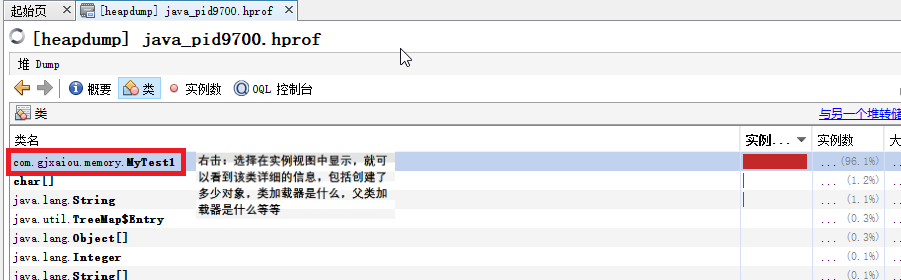 起始页 × [heapdump] java_pid9700.hprof ×
[heapdump] java_pid9700.hprof
堆 Dump
概要 类 实例数 OQL 控制台
类 与另一个堆转储
类名 实例... 实例数 大
com.gjxaiou.memory.MyTest1 ... (96.1%) ...
右击：选择在实例视图中显示，就可
以看到该类详细的信息，包括创建了
多少对象，类加载器是什么，父类加
载器是什么等等
char[] ... (1.2%) ...
java.lang.String ... (1.1%) ...
java.util.TreeMap$Entry ... (0.3%) ...
java.lang.Object[] ... (0.3%) ...
java.lang.Integer ... (0.1%) ...
java.lang.String[] ... (0.1%) ...